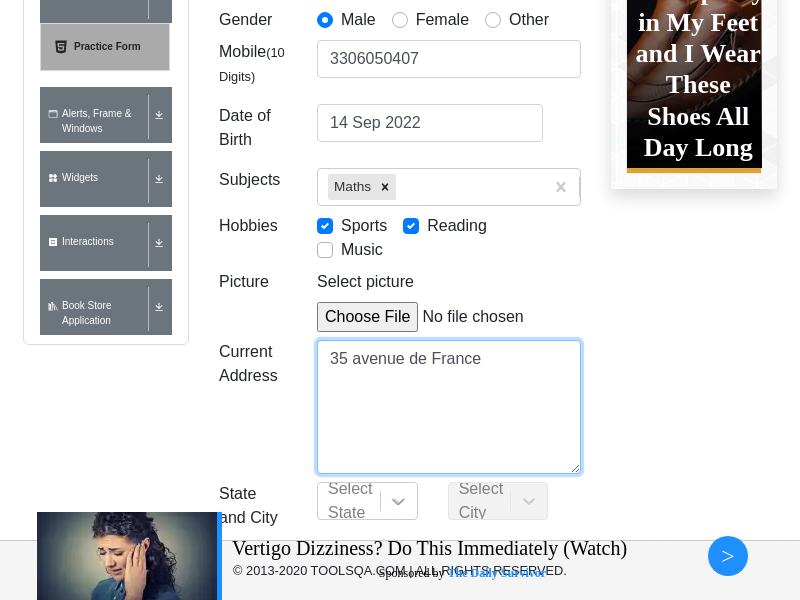 Practice Form
Alerts, Frame &
Windows
Widgets
Interactions
Book Store
Application
Gender
Male
Female
Other
Mobile(10
Digits)
3306050407
Date of
Birth
14 Sep 2022
Subjects
Maths
Hobbies
Sports
Reading
Music
Picture
Select picture
Choose File No file chosen
Current
Address
35 avenue de France
State
and City
Select
State
Select
City
in My Feet
and I Wear
These
Shoes All
Day Long
Vertigo Dizziness? Do This Immediately (Watch)
© 2013-2020 TOOLSQA.COM | ALL RIGHTS RESERVED.
Sponsored by The Daily Survivor
>